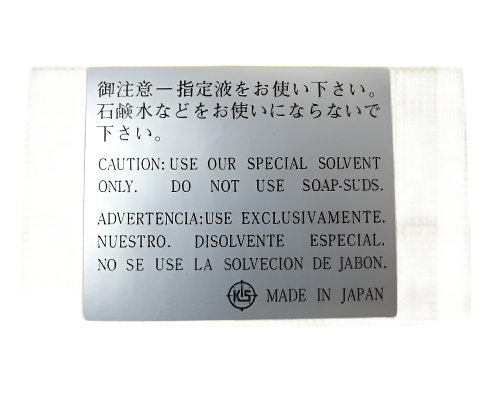 御注意ー指定液をお使い下さい。
石鹸水などをお使いにならないで
下さい。
CAUTION: USE OUR SPECIAL SOLVENT
ONLY. DO NOT USE SOAP-SUDS.
ADVERTENCIA:USE EXCLUSIVAMENTE.
NUESTRO. DISOLVENTE ESPECIAL.
NO SE USE LA SOLVECION DE JABON.
KLS MADE IN JAPAN